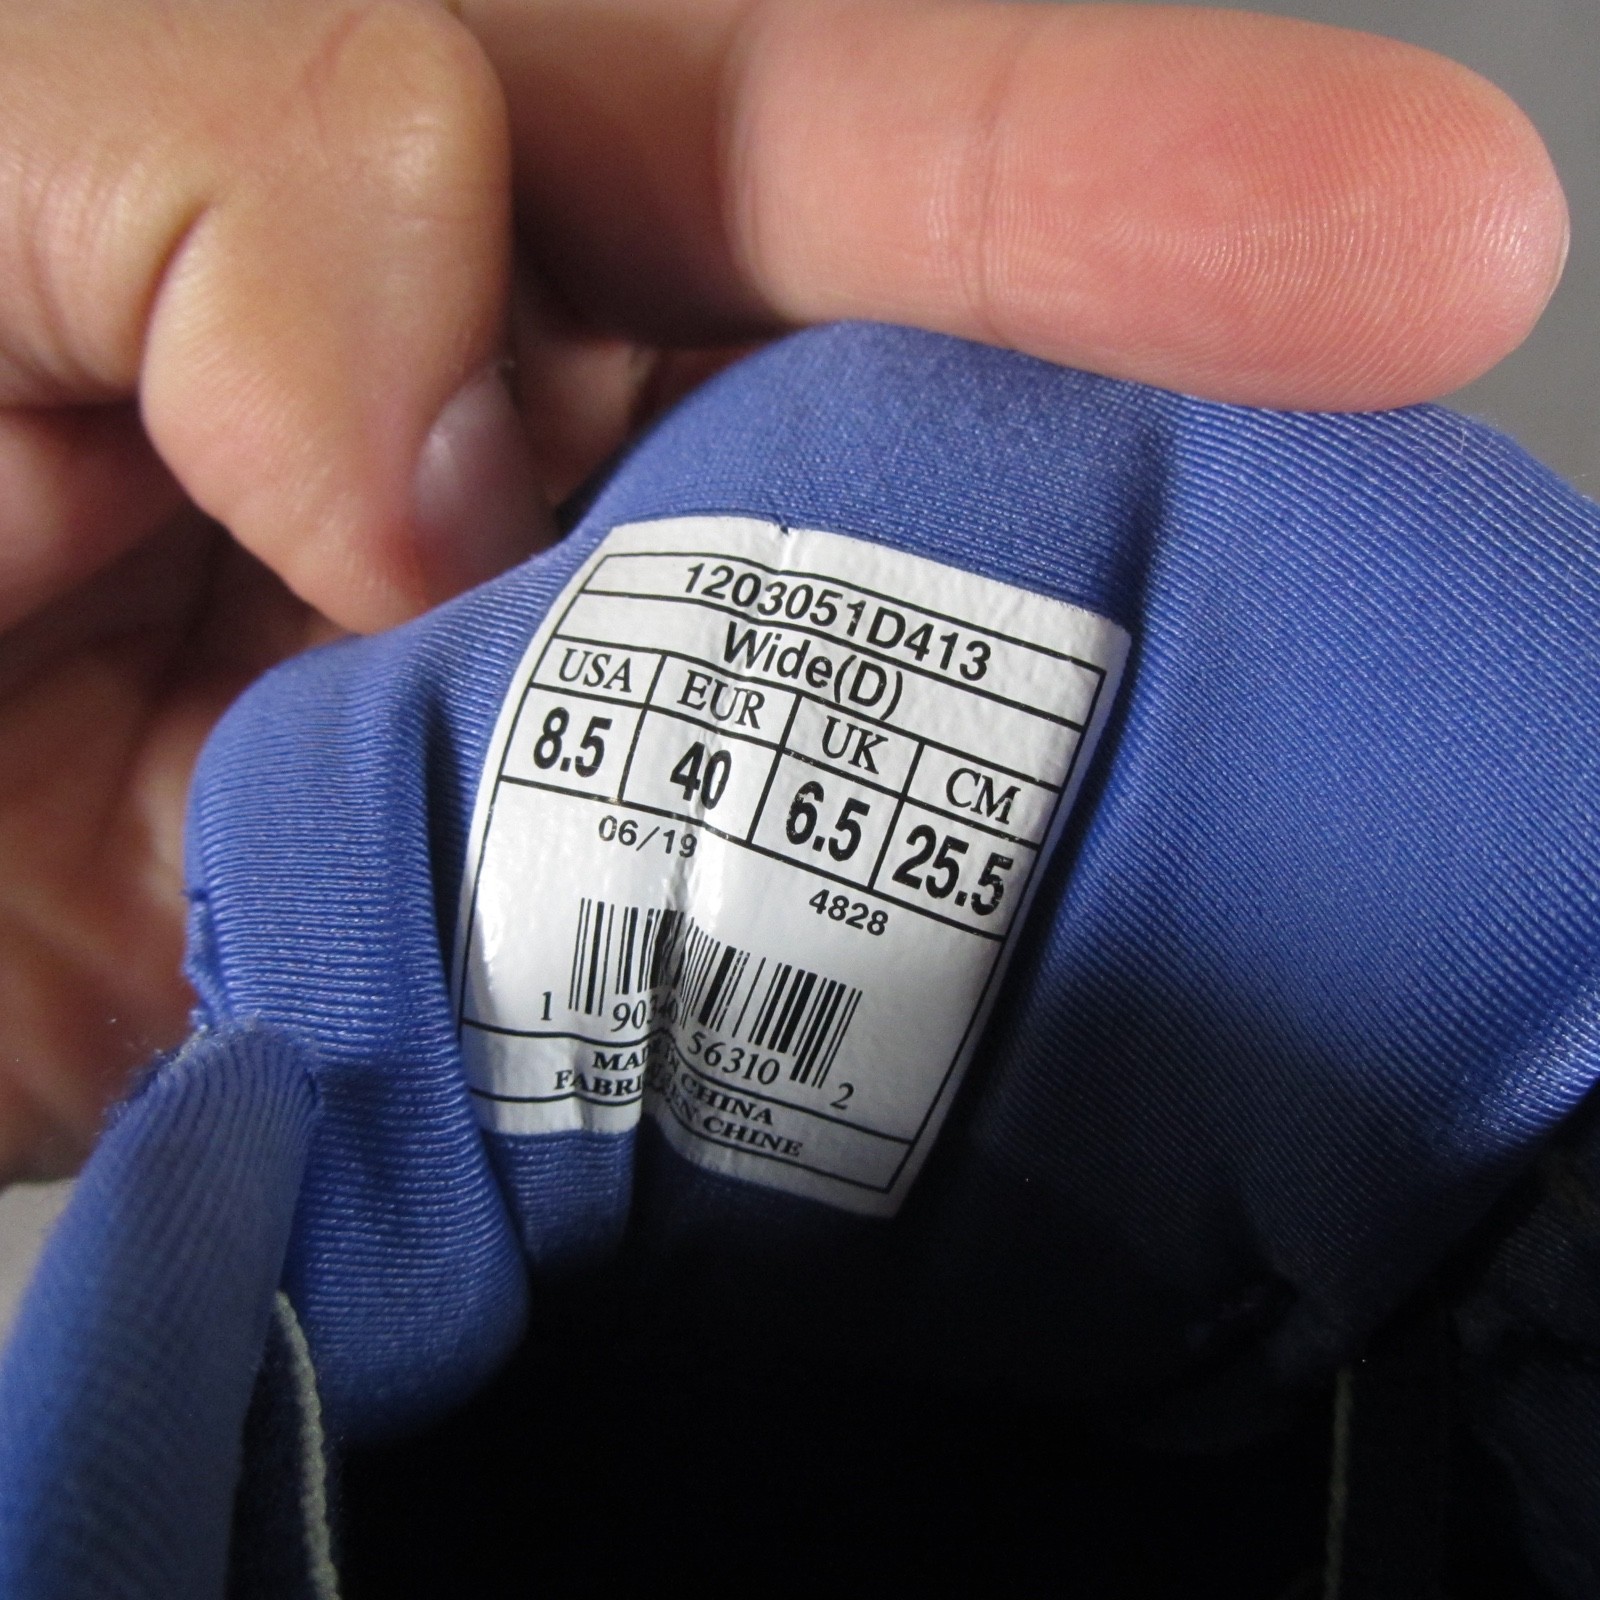 1203051D413
Wide(D)
USA EUR UK CM
8.5 40 6.5 25.5
06/19 4828
1 56310 2
CHINA
EN CHINE